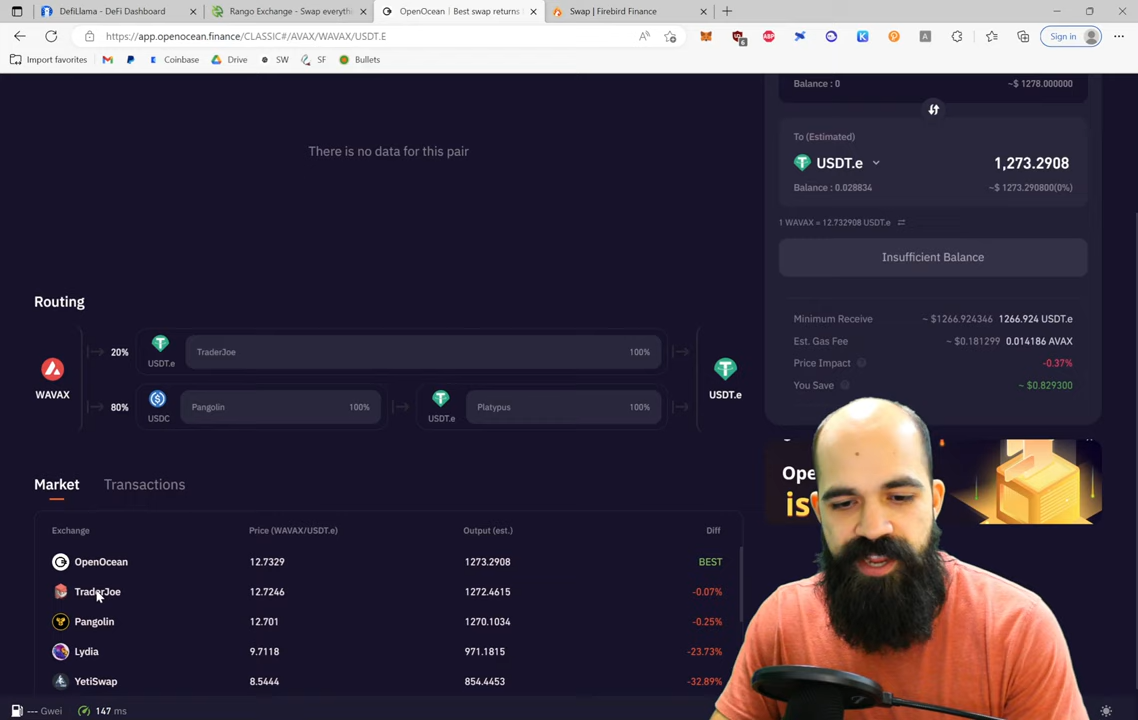 DefiLlama - DeFi Dashboard
Rango Exchange - Swap everythi
OpenOcean | Best swap returns
Swap | Firebird Finance
https://app.openocean.finance/CLASSIC#/AVAX/WAVAX/USDT.E
6
ABP
K
A
Sign in
Import favorites
Coinbase
Drive
SW
SF
Bullets
Balance : 0
~$ 1278.000000
There is no data for this pair
To (Estimated)
USDT.e
1,273.2908
Balance : 0.028834
~$ 1273.290800(0%)
1 WAVAX = 12.732908 USDT.e
Insufficient Balance
Routing
Minimum Receive
~ $1266.924346 1266.924 USDT.e
Est. Gas Fee
~ $0.181299 0.014186 AVAX
Price Impact
-0.37%
You Save
~ $0.829300
WAVAX
20%
USDT.e
TraderJoe
100%
80%
USDC
Pangolin
100%
USDT.e
Platypus
100%
USDT.e
Ope
is
Market
Transactions
Exchange
Price (WAVAX/USDT.e)
Output (est.)
Diff
OpenOcean
12.7329
1273.2908
BEST
TraderJoe
12.7246
1272.4615
-0.07%
Pangolin
12.701
1270.1034
-0.25%
Lydia
9.7118
971.1815
-23.73%
YetiSwap
8.5444
854.4453
-32.89%
--- Gwei
147 ms